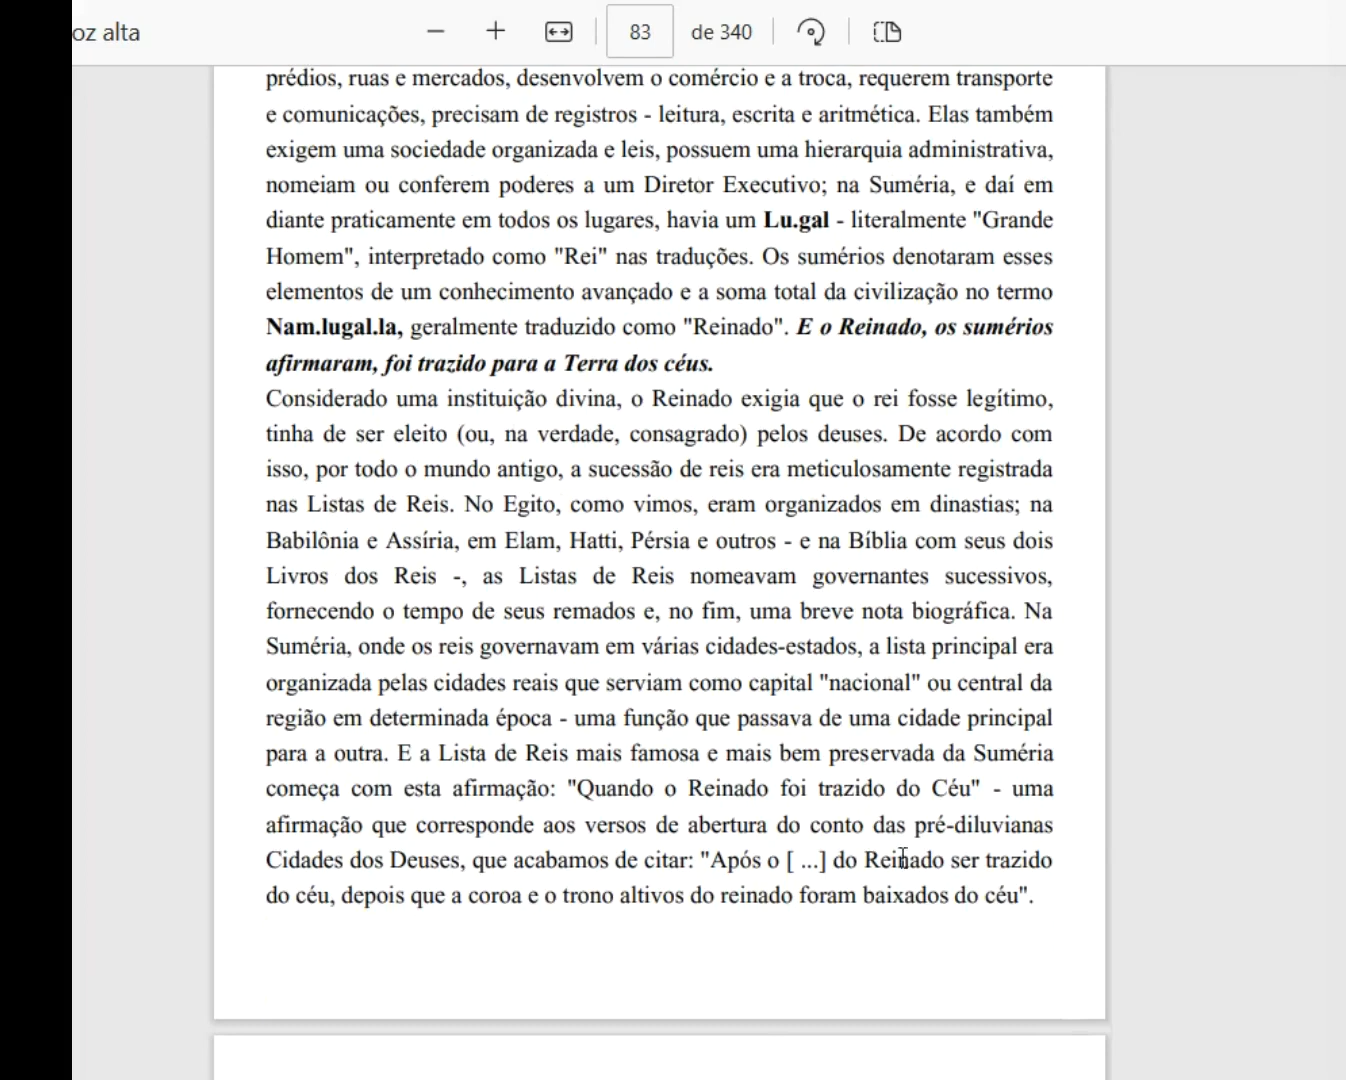 oz alta
83 de 340
prédios, ruas e mercados, desenvolvem o comércio e a troca, requerem transporte
e comunicações, precisam de registros - leitura, escrita e aritmética. Elas também
exigem uma sociedade organizada e leis, possuem uma hierarquia administrativa,
nomeiam ou conferem poderes a um Diretor Executivo; na Suméria, e daí em
diante praticamente em todos os lugares, havia um Lu.gal - literalmente "Grande
Homem", interpretado como "Rei" nas traduções. Os sumérios denotaram esses
elementos de um conhecimento avançado e a soma total da civilização no termo
Nam.lugal.la, geralmente traduzido como "Reinado". E o Reinado, os sumérios
afirmaram, foi trazido para a Terra dos céus.
Considerado uma instituição divina, o Reinado exigia que o rei fosse legítimo,
tinha de ser eleito (ou, na verdade, consagrado) pelos deuses. De acordo com
isso, por todo o mundo antigo, a sucessão de reis era meticulosamente registrada
nas Listas de Reis. No Egito, como vimos, eram organizados em dinastias; na
Babilônia e Assíria, em Elam, Hatti, Pérsia e outros - e na Bíblia com seus dois
Livros dos Reis -, as Listas de Reis nomeavam governantes sucessivos,
fornecendo o tempo de seus remados e, no fim, uma breve nota biográfica. Na
Suméria, onde os reis governavam em várias cidades-estados, a lista principal era
organizada pelas cidades reais que serviam como capital "nacional" ou central da
região em determinada época - uma função que passava de uma cidade principal
para a outra. E a Lista de Reis mais famosa e mais bem preservada da Suméria
começa com esta afirmação: "Quando o Reinado foi trazido do Céu" - uma
afirmação que corresponde aos versos de abertura do conto das pré-diluvianas
Cidades dos Deuses, que acabamos de citar: "Após o [ ...] do Reinado ser trazido
do céu, depois que a coroa e o trono altivos do reinado foram baixados do céu".